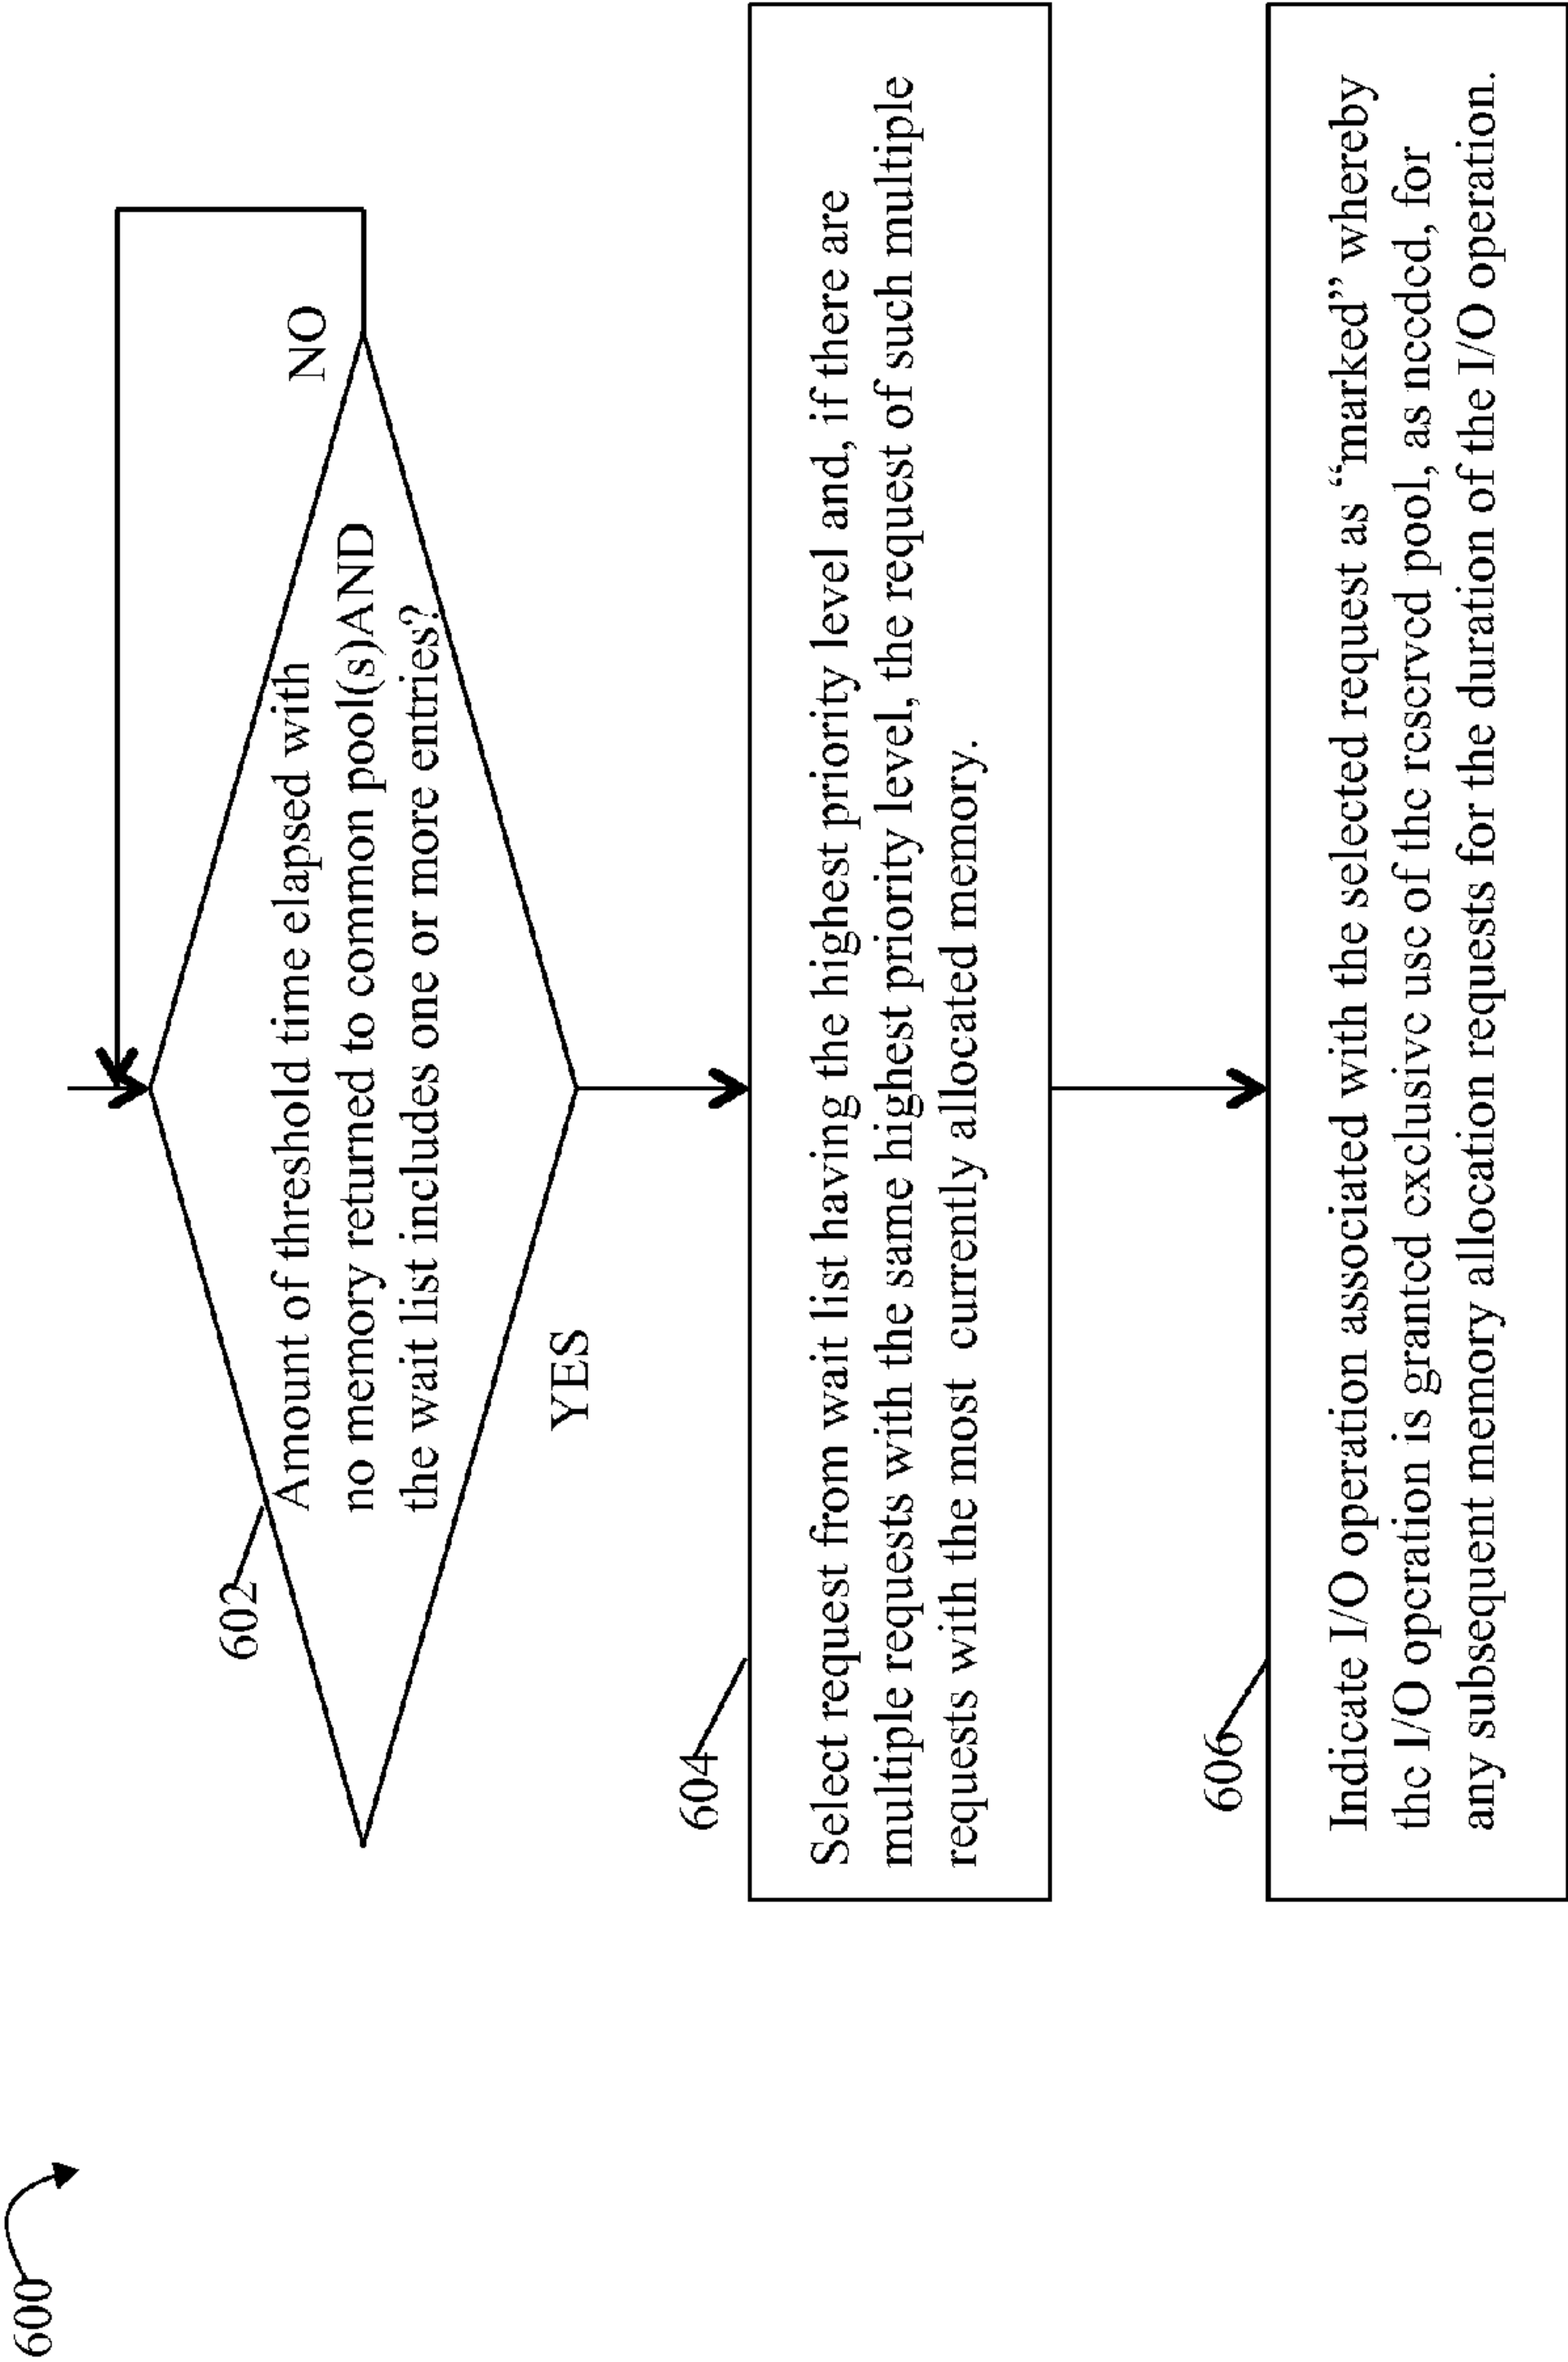 600
602
Amount of threshold time elapsed with
no memory returned to common pool(s)AND
the wait list includes one or more entries?
NO
YES
604
Select request from wait list having the highest priority level and, if there are
multiple requests with the same highest priority level, the request of such multiple
requests with the most currently allocated memory.
606
Indicate I/O operation associated with the selected request as “marked” whereby
the I/O operation is granted exclusive use of the reserved pool, as needed, for
any subsequent memory allocation requests for the duration of the I/O operation.